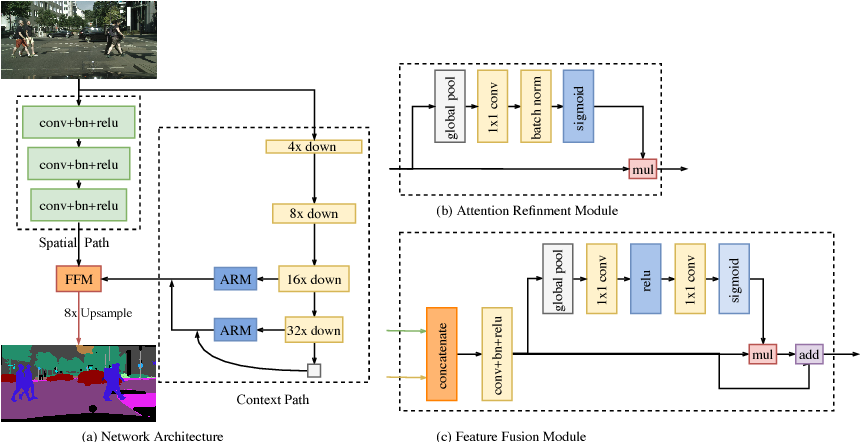 conv+bn+relu
conv+bn+relu
conv+bn+relu
Spatial Path
FFM
8x Upsample
4x down
8x down
ARM
16x down
ARM
32x down
Context Path
(a) Network Architecture
global pool
1x1 conv
batch norm
sigmoid
mul
(b) Attention Refinment Module
concatenate
conv+bn+relu
global pool
1x1 conv
relu
1x1 conv
sigmoid
mul
add
(c) Feature Fusion Module